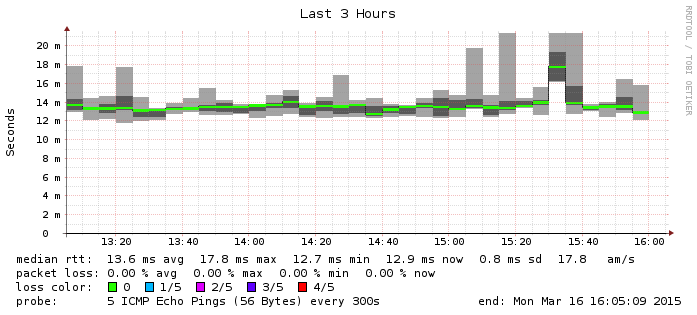 Last 3 Hours
RRDTOOL / TOBI OETIKER
Seconds
20 m
18 m
16 m
14 m
12 m
10 m
8 m
6 m
4 m
2 m
0
13:20 13:40 14:00 14:20 14:40 15:00 15:20 15:40 16:00
median rtt: 13.6 ms avg 17.8 ms max 12.7 ms min 12.9 ms now 0.8 ms sd 17.8 am/s
packet loss: 0.00 % avg 0.00 % max 0.00 % min 0.00 % now
loss color: 0 1/5 2/5 3/5 4/5
probe: 5 ICMP Echo Pings (56 Bytes) every 300s end: Mon Mar 16 16:05:09 2015